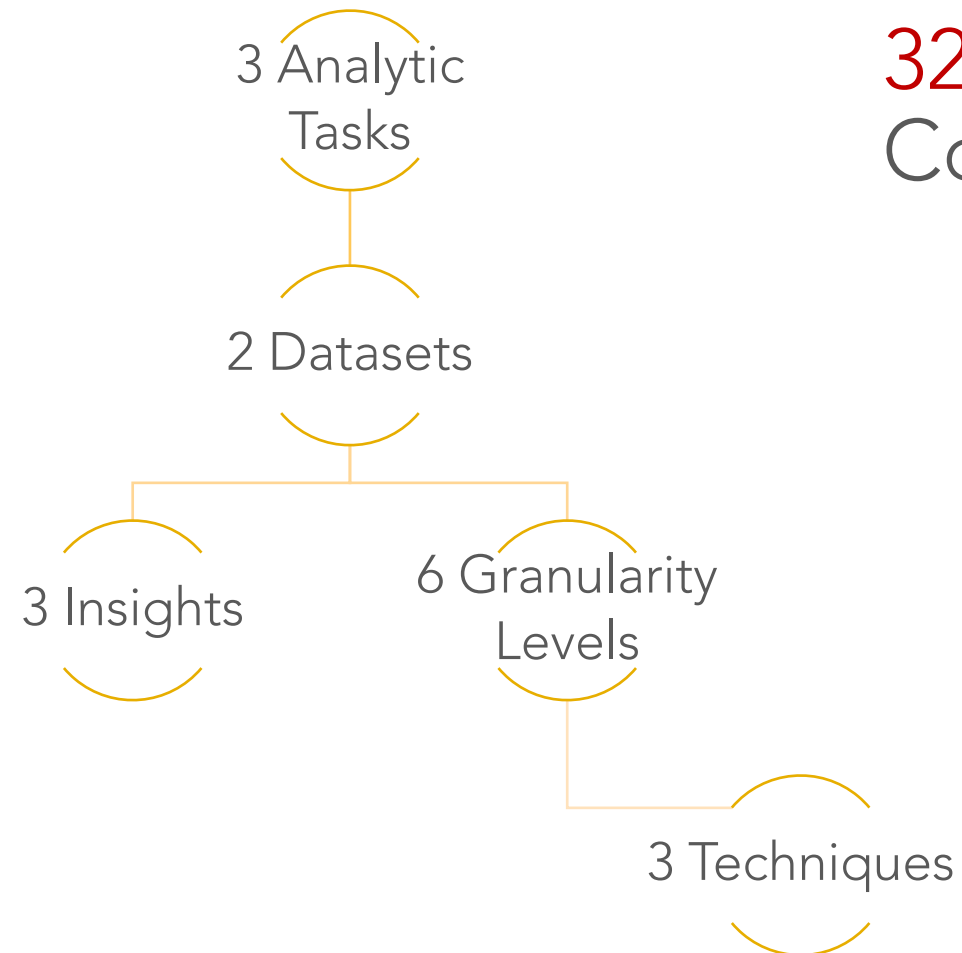 3 Analytic
Tasks
32
Co
2 Datasets
3 Insights
6 Granularity
Levels
3 Techniques